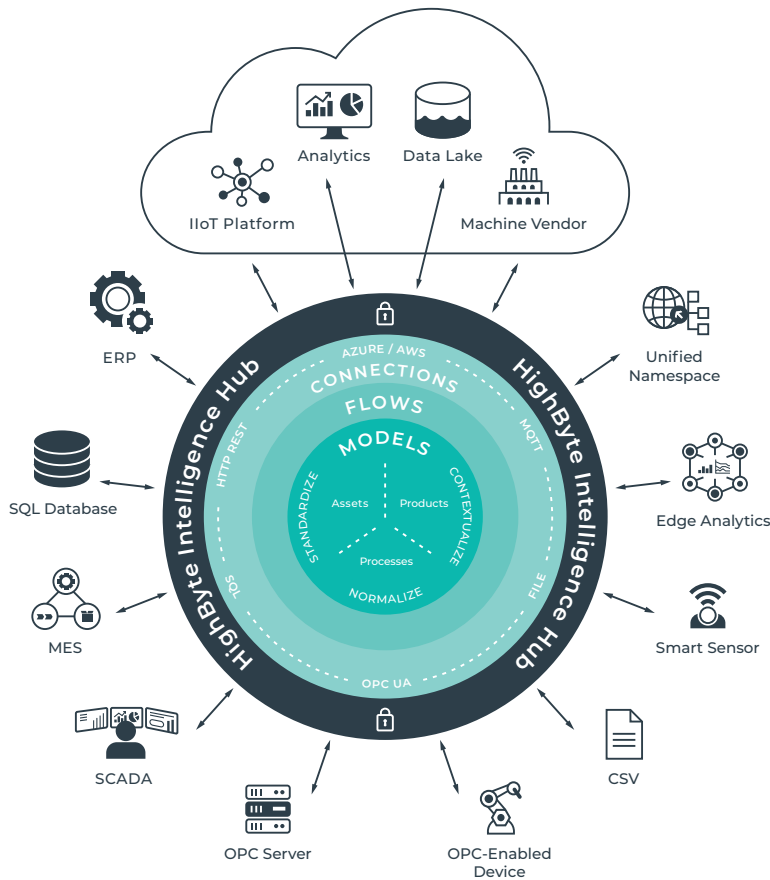 Analytics
Data Lake
IIoT Platform
Machine Vendor
ERP
Unified
Namespace
SQL Database
Edge Analytics
MES
Smart Sensor
SCADA
CSV
OPC Server
OPC-Enabled
Device
HighByte Intelligence Hub
HighByte Intelligence Hub
AZURE / AWS
CONNECTIONS
HTTP REST
MQTT
SQL
FILE
OPC UA
FLOWS
MODELS
STANDARDIZE
CONTEXTUALIZE
NORMALIZE
Assets
Products
Processes